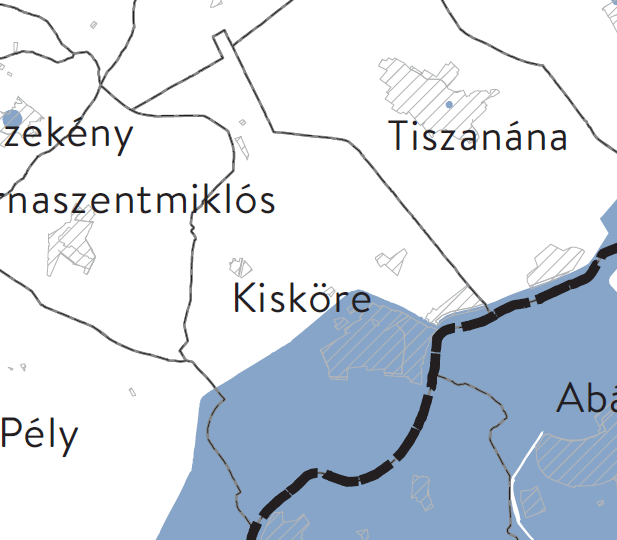 zekény
Tiszanána
rnaszentmiklós
Kisköre
Abá
Pély